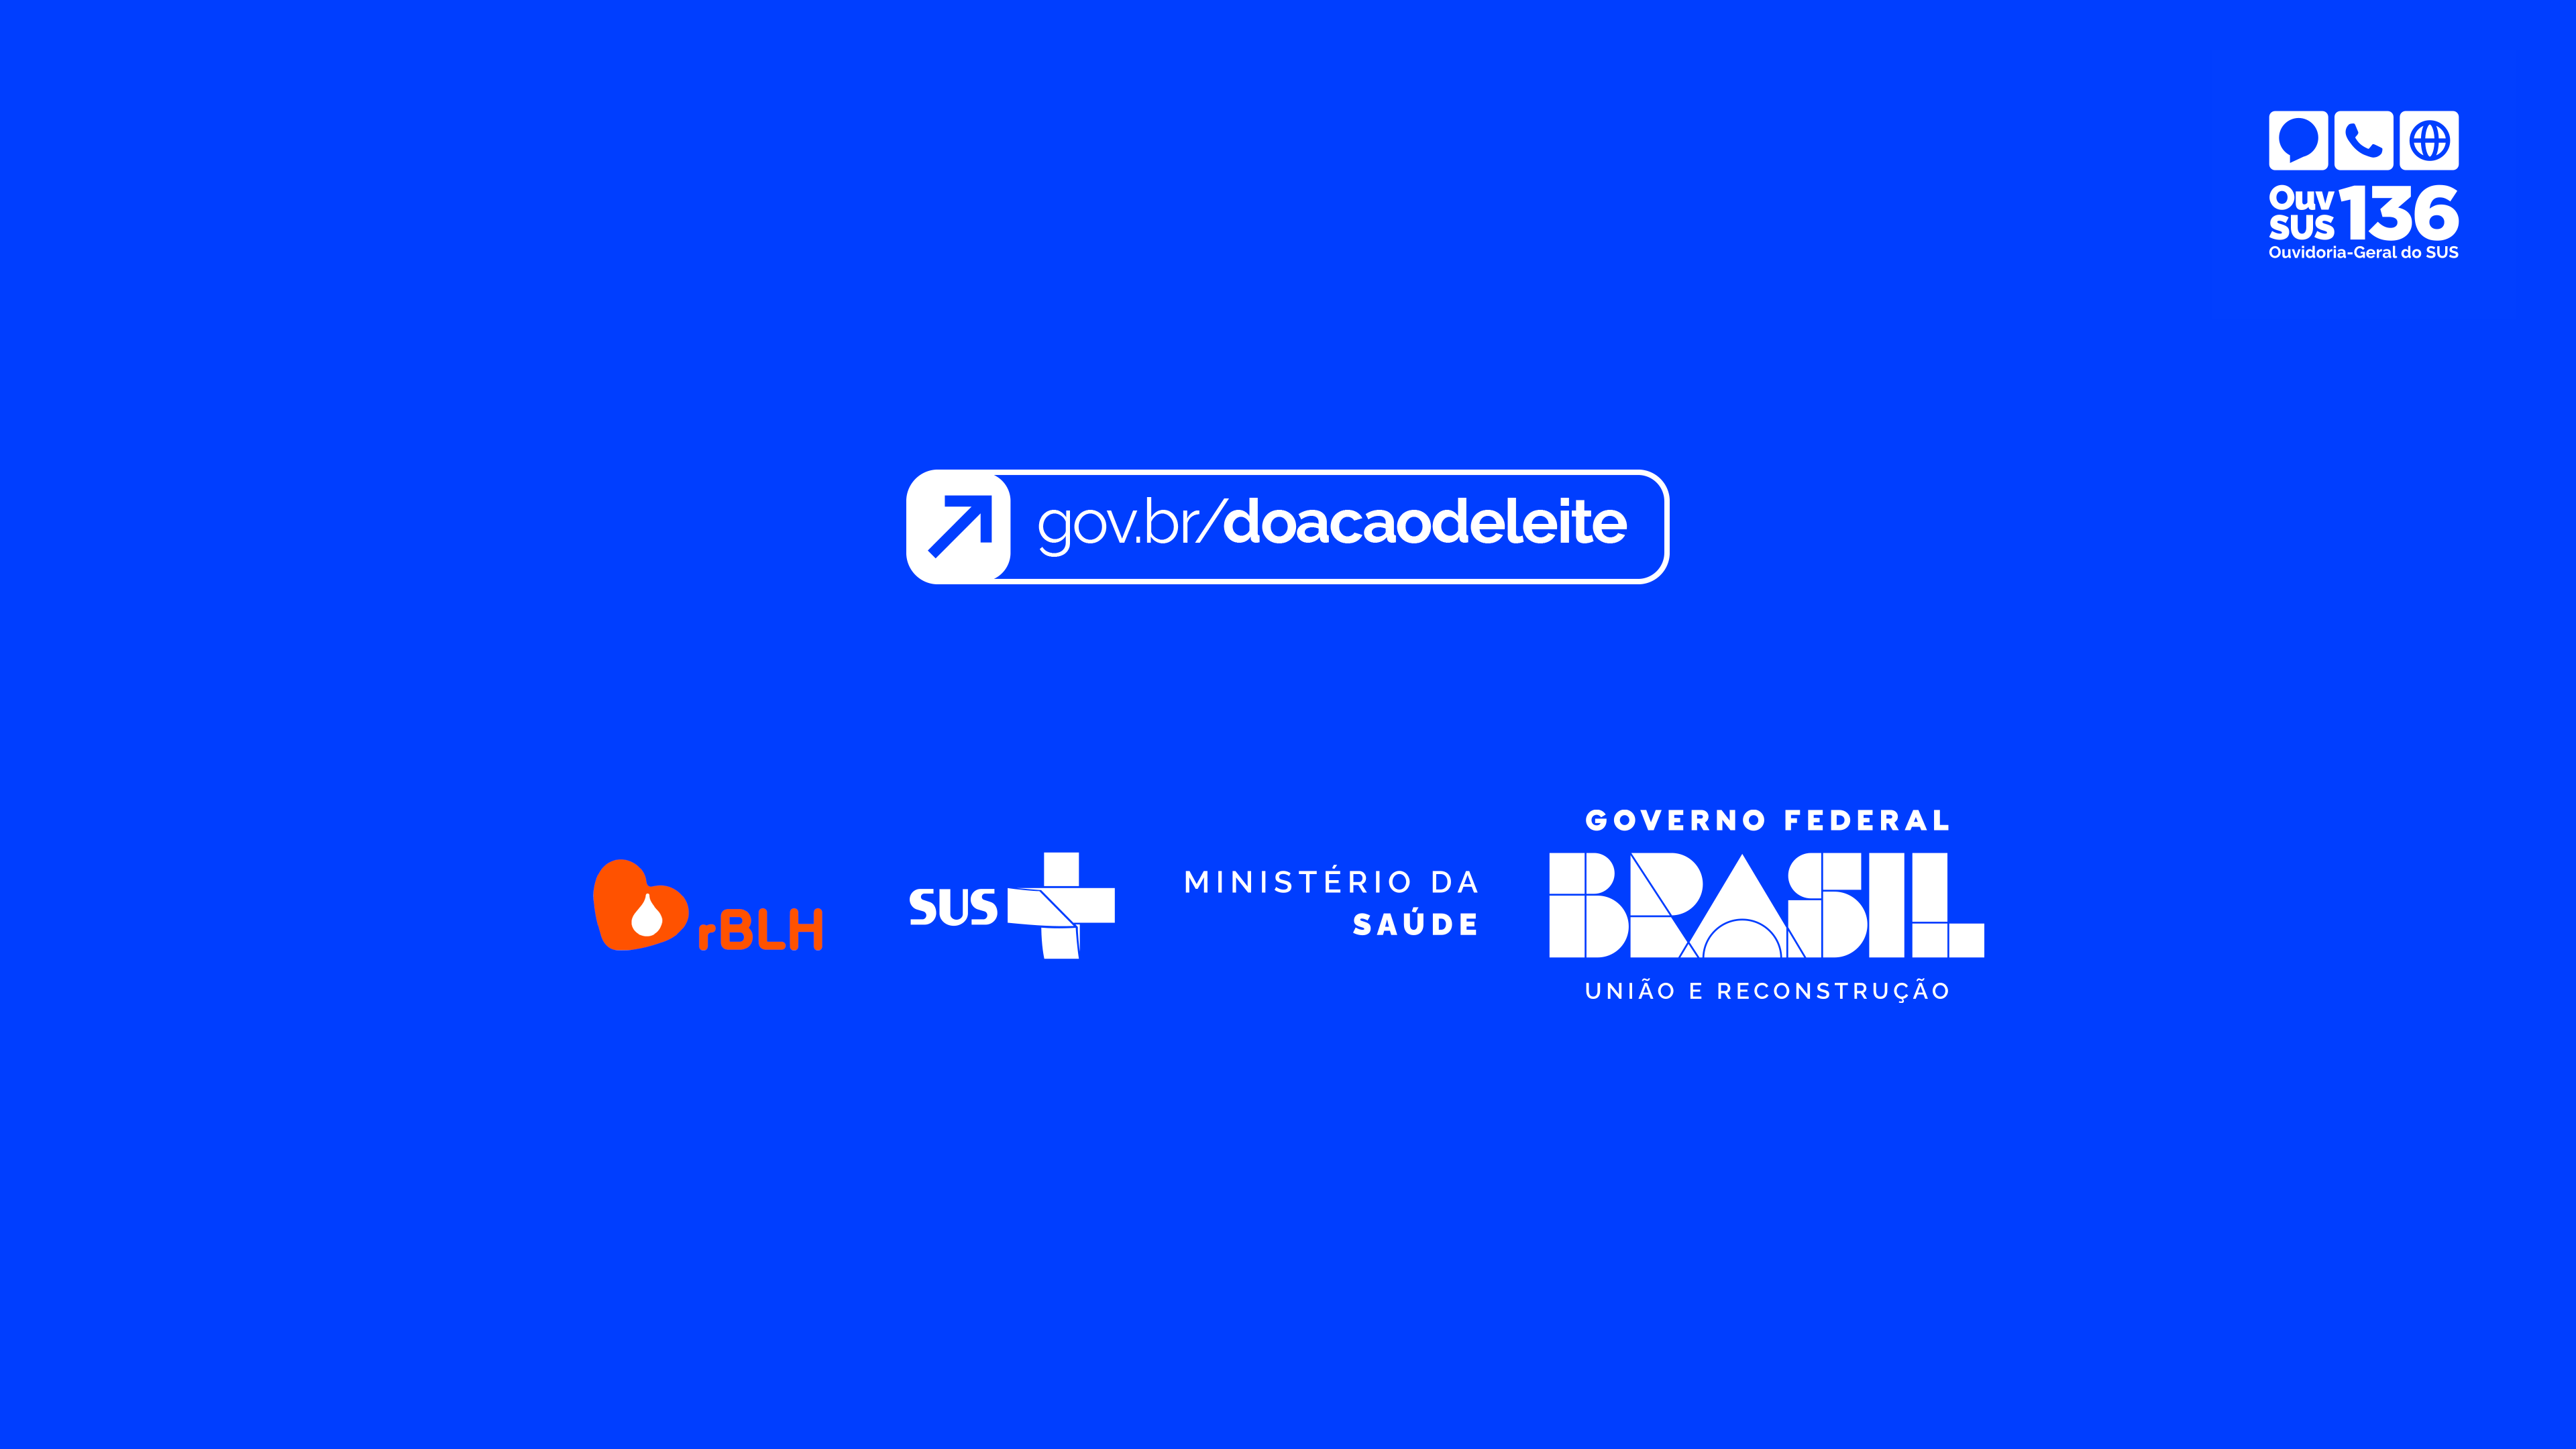 Ouv
SUS 136
Ouvidoria-Geral do SUS
gov.br/doacaodeleite
rBLH
SUS
MINISTÉRIO DA
SAÚDE
GOVERNO FEDERAL
BRASIL
UNIÃO E RECONSTRUÇÃO